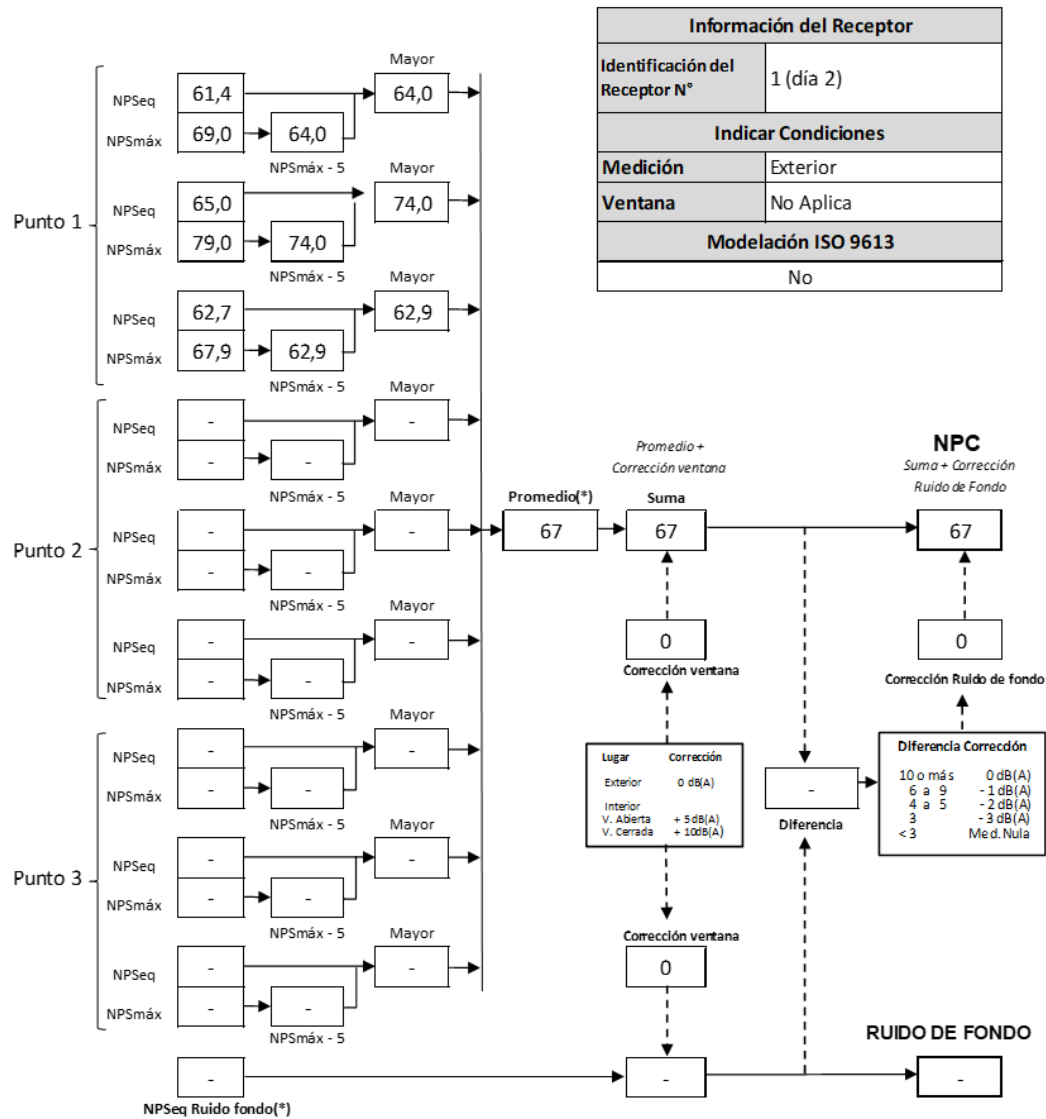 Información del Receptor
Identificación del Receptor N° 1 (día 2)
Indicar Condiciones
Medición Exterior
Ventana No Aplica
Modelación ISO 9613
No
Punto 1
Mayor
NPSeq 61,4 64,0
NPSmáx 69,0 64,0
NPSmáx - 5
Mayor
NPSeq 65,0 74,0
NPSmáx 79,0 74,0
NPSmáx - 5
Mayor
NPSeq 62,7 62,9
NPSmáx 67,9 62,9
NPSmáx - 5
Punto 2
Mayor
NPSeq - -
NPSmáx - -
NPSmáx - 5
Mayor
NPSeq - -
NPSmáx - -
NPSmáx - 5
Mayor
NPSeq - -
NPSmáx - -
NPSmáx - 5
Punto 3
Mayor
NPSeq - -
NPSmáx - -
NPSmáx - 5
Mayor
NPSeq - -
NPSmáx - -
NPSmáx - 5
Mayor
NPSeq - -
NPSmáx - -
NPSmáx - 5
-
NPSeq Ruido fondo(*)
Promedio(*)
67
Promedio +
Corrección ventana
Suma
67
0
Corrección ventana
Lugar Corrección
Exterior 0 dB(A)
Interior
V. Abierta + 5dB(A)
V. Cerrada + 10dB(A)
Corrección ventana
0
-
-
Diferencia
NPC
Suma + Corrección
Ruido de Fondo
67
0
Corrección Ruido de fondo
Diferencia Corrección
10 o más 0 dB(A)
6 a 9 - 1 dB(A)
4 a 5 - 2 dB(A)
3 - 3 dB(A)
< 3 Med. Nula
RUIDO DE FONDO
-